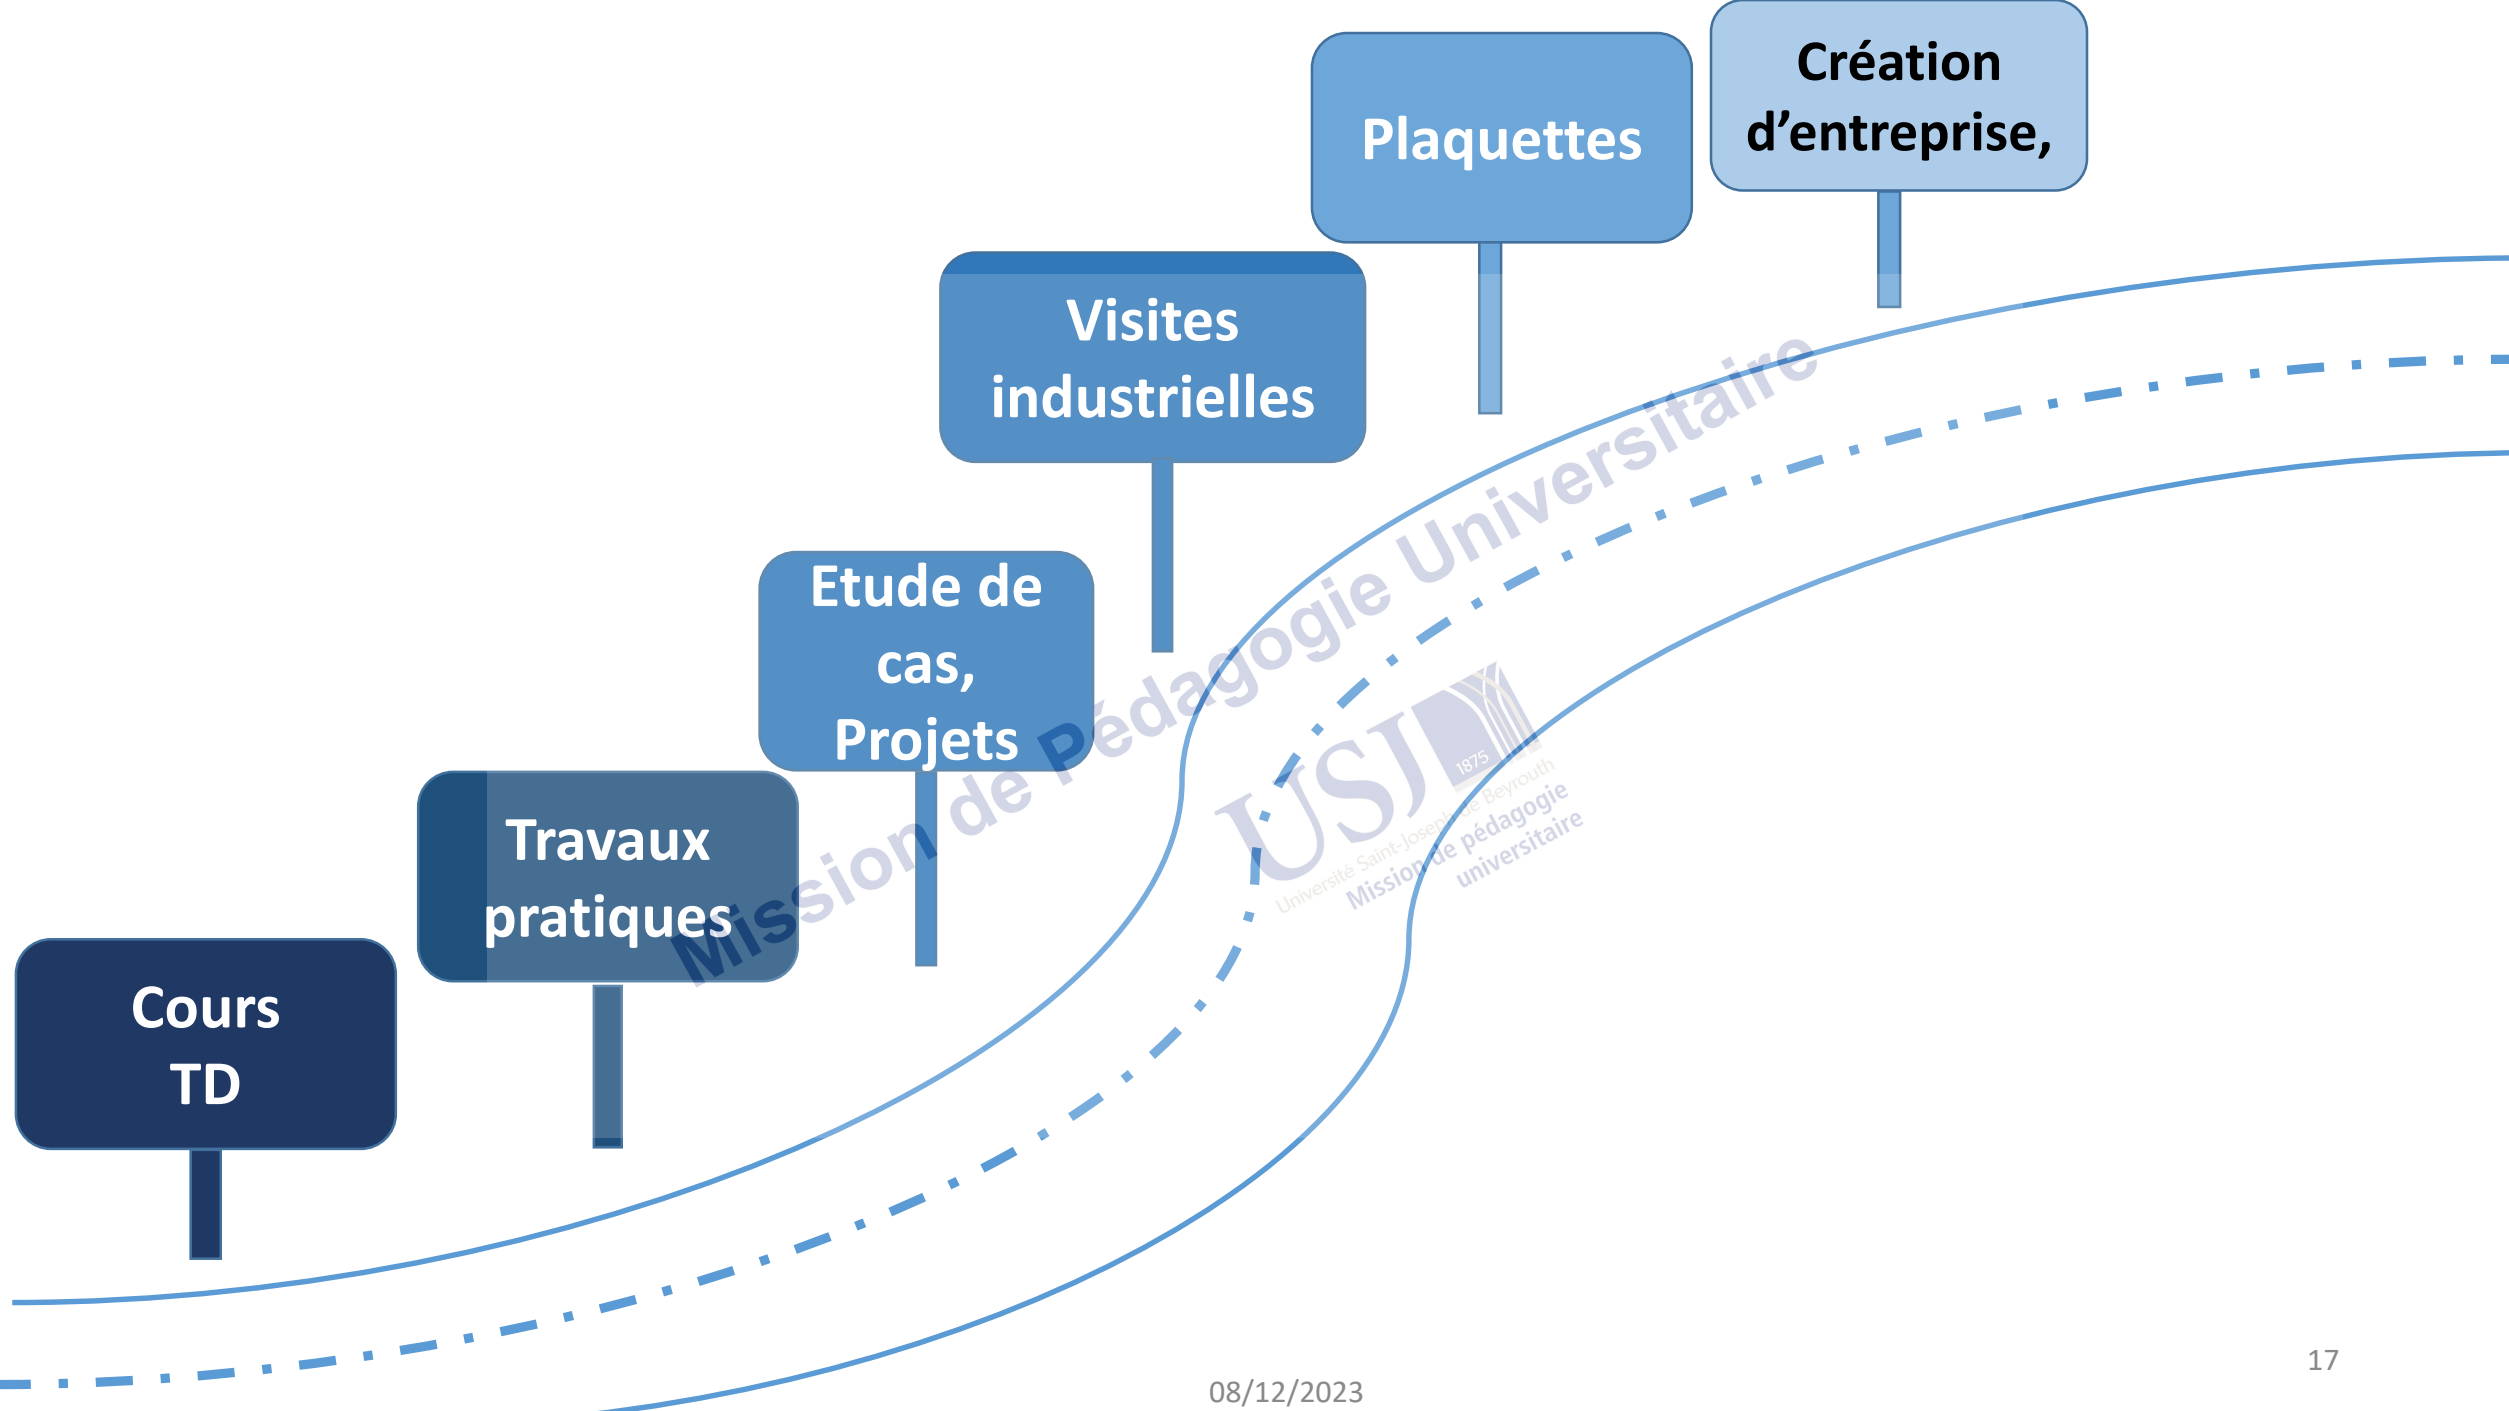 Création
d'entreprise,
Plaquettes
Visites
industrielles
Etude de
cas,
Projets
Travaux
pratiques
Cours
TD
Mission de Pédagogie Universitaire
USJ
1875
Université Saint-Joseph de Beyrouth
Mission de pédagogie
universitaire
08/12/2023
17